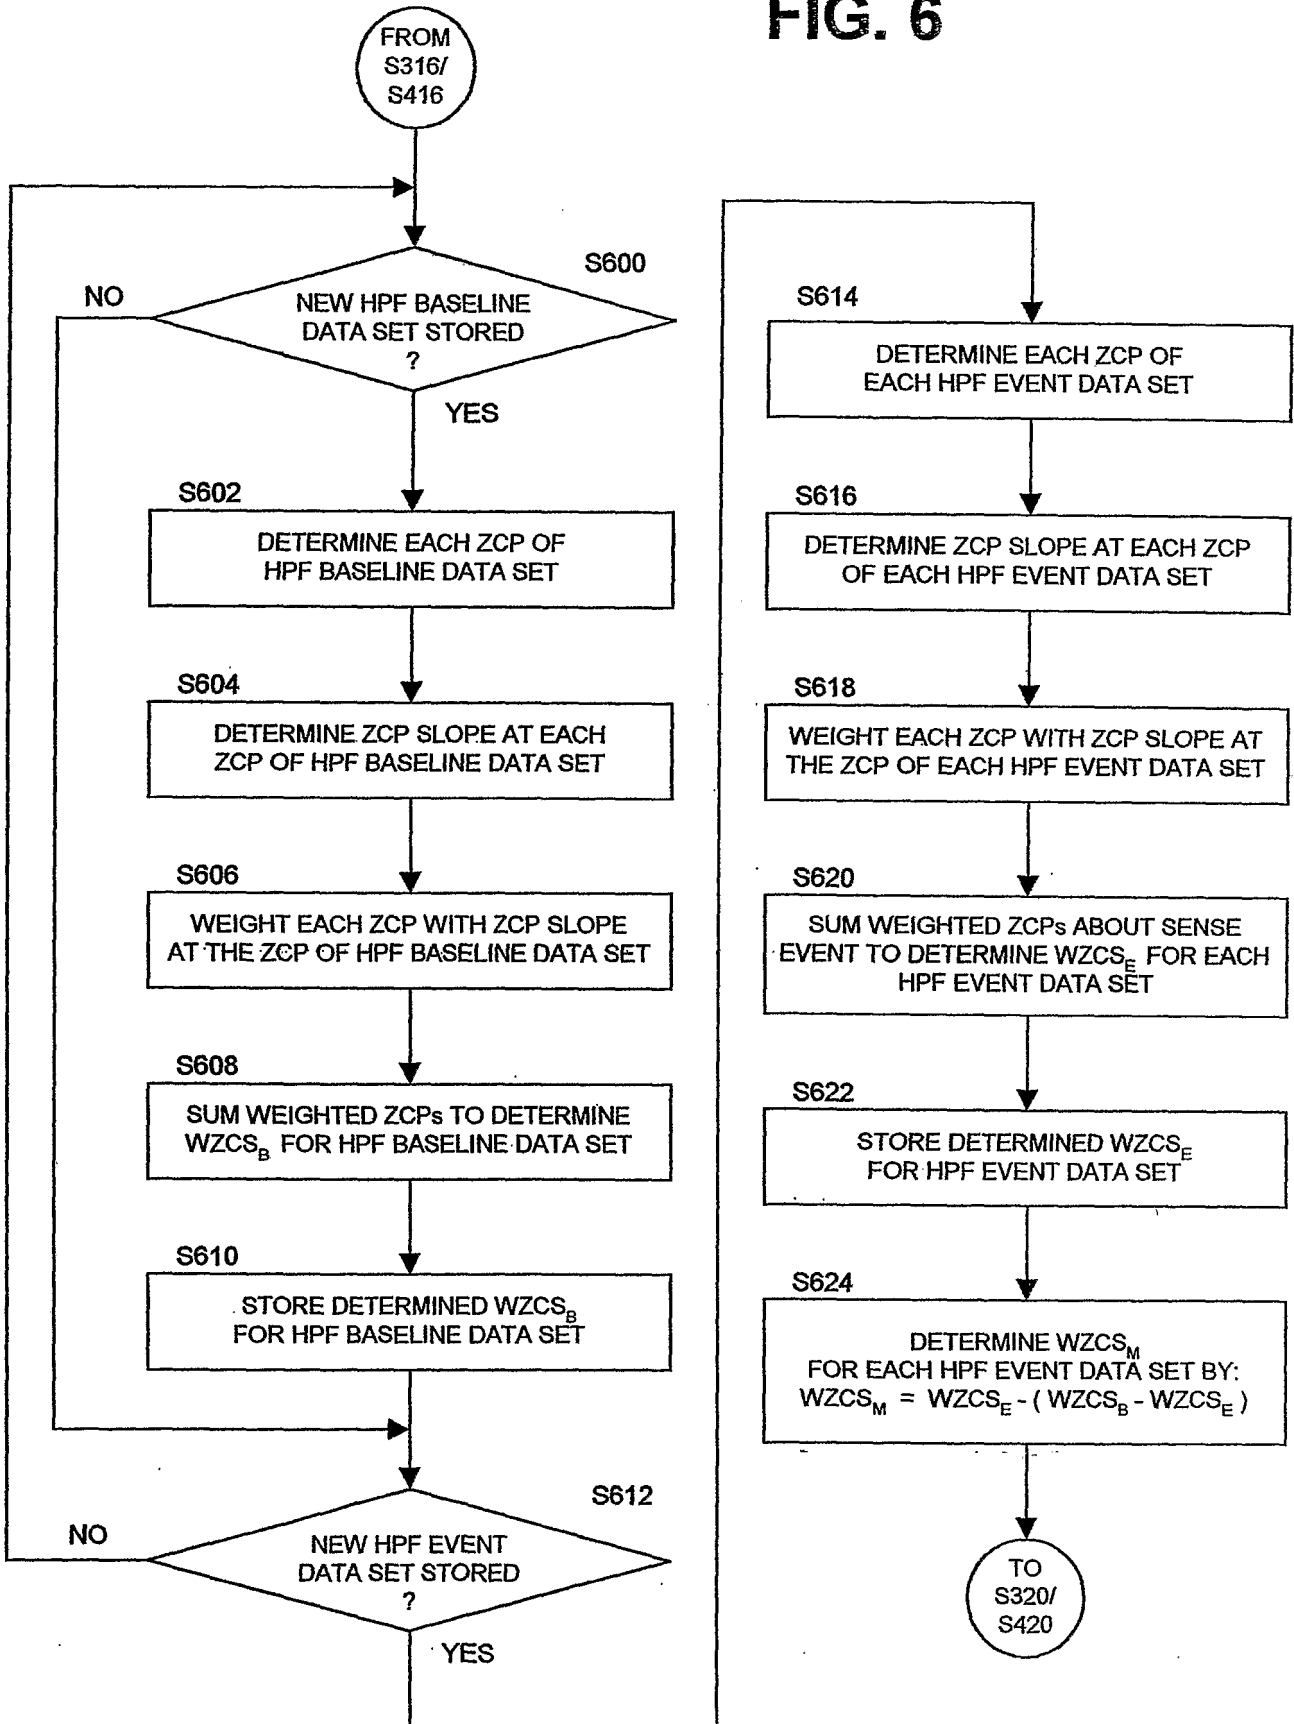 FIG. 6
FROM
S316/
S416
S600
NO
NEW HPF BASELINE
DATA SET STORED
?
YES
S602
DETERMINE EACH ZCP OF
HPF BASELINE DATA SET
S604
DETERMINE ZCP SLOPE AT EACH
ZCP OF HPF BASELINE DATA SET
S606
WEIGHT EACH ZCP WITH ZCP SLOPE
AT THE ZCP OF HPF BASELINE DATA SET
S608
SUM WEIGHTED ZCPs TO DETERMINE
WZCS_B FOR HPF BASELINE DATA SET
S610
STORE DETERMINED WZCS_B
FOR HPF BASELINE DATA SET
S612
NO
NEW HPF EVENT
DATA SET STORED
?
YES
S614
DETERMINE EACH ZCP OF
EACH HPF EVENT DATA SET
S616
DETERMINE ZCP SLOPE AT EACH ZCP
OF EACH HPF EVENT DATA SET
S618
WEIGHT EACH ZCP WITH ZCP SLOPE AT
THE ZCP OF EACH HPF EVENT DATA SET
S620
SUM WEIGHTED ZCPs ABOUT SENSE
EVENT TO DETERMINE WZCS_E FOR EACH
HPF EVENT DATA SET
S622
STORE DETERMINED WZCS_E
FOR HPF EVENT DATA SET
S624
DETERMINE WZCS_M
FOR EACH HPF EVENT DATA SET BY:
WZCS_M = WZCS_E - ( WZCS_B - WZCS_E )
TO
S320/
S420